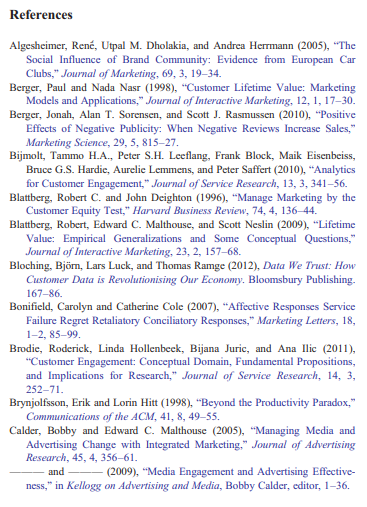 References
Algesheimer, René, Utpal M. Dholakia, and Andrea Herrmann (2005), “The
Social Influence of Brand Community: Evidence from European Car
Clubs,” Journal of Marketing, 69, 3, 19–34.
Berger, Paul and Nada Nasr (1998), “Customer Lifetime Value: Marketing
Models and Applications,” Journal of Interactive Marketing, 12, 1, 17–30.
Berger, Jonah, Alan T. Sorensen, and Scott J. Rasmussen (2010), “Positive
Effects of Negative Publicity: When Negative Reviews Increase Sales,”
Marketing Science, 29, 5, 815–27.
Bijmolt, Tammo H.A., Peter S.H. Leeflang, Frank Block, Maik Eisenbeiss,
Bruce G.S. Hardie, Aurelie Lemmens, and Peter Saffert (2010), “Analytics
for Customer Engagement,” Journal of Service Research, 13, 3, 341–56.
Blattberg, Robert C. and John Deighton (1996), “Manage Marketing by the
Customer Equity Test,” Harvard Business Review, 74, 4, 136–44.
Blattberg, Robert, Edward C. Malthouse, and Scott Neslin (2009), “Lifetime
Value: Empirical Generalizations and Some Conceptual Questions,”
Journal of Interactive Marketing, 23, 2, 157–68.
Bloching, Björn, Lars Luck, and Thomas Ramge (2012), Data We Trust: How
Customer Data is Revolutionising Our Economy. Bloomsbury Publishing.
167–86.
Bonifield, Carolyn and Catherine Cole (2007), “Affective Responses Service
Failure Regret Retaliatory Conciliatory Responses,” Marketing Letters, 18,
1–2, 85–99.
Brodie, Roderick, Linda Hollenbeek, Bijana Juric, and Ana Ilic (2011),
“Customer Engagement: Conceptual Domain, Fundamental Propositions,
and Implications for Research,” Journal of Service Research, 14, 3,
252–71.
Brynjolfsson, Erik and Lorin Hitt (1998), “Beyond the Productivity Paradox,”
Communications of the ACM, 41, 8, 49–55.
Calder, Bobby and Edward C. Malthouse (2005), “Managing Media and
Advertising Change with Integrated Marketing,” Journal of Advertising
Research, 45, 4, 356–61.
——— and ——— (2009), “Media Engagement and Advertising Effective-
ness,” in Kellogg on Advertising and Media, Bobby Calder, editor, 1–36.